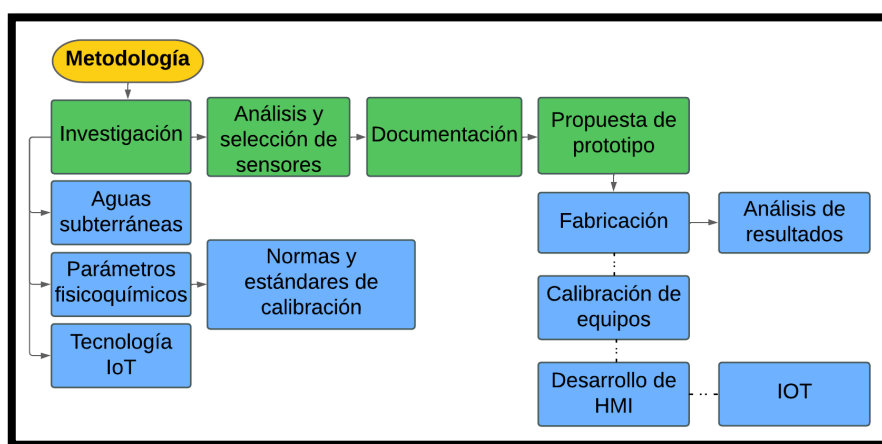 Metodología
Investigación
Análisis y
selección de
sensores
Documentación
Propuesta de
prototipo
Aguas
subterráneas
Fabricación
Análisis de
resultados
Parámetros
fisicoquímicos
Normas y
estándares de
calibración
Calibración de
equipos
Tecnología
IoT
Desarrollo de
HMI
IOT